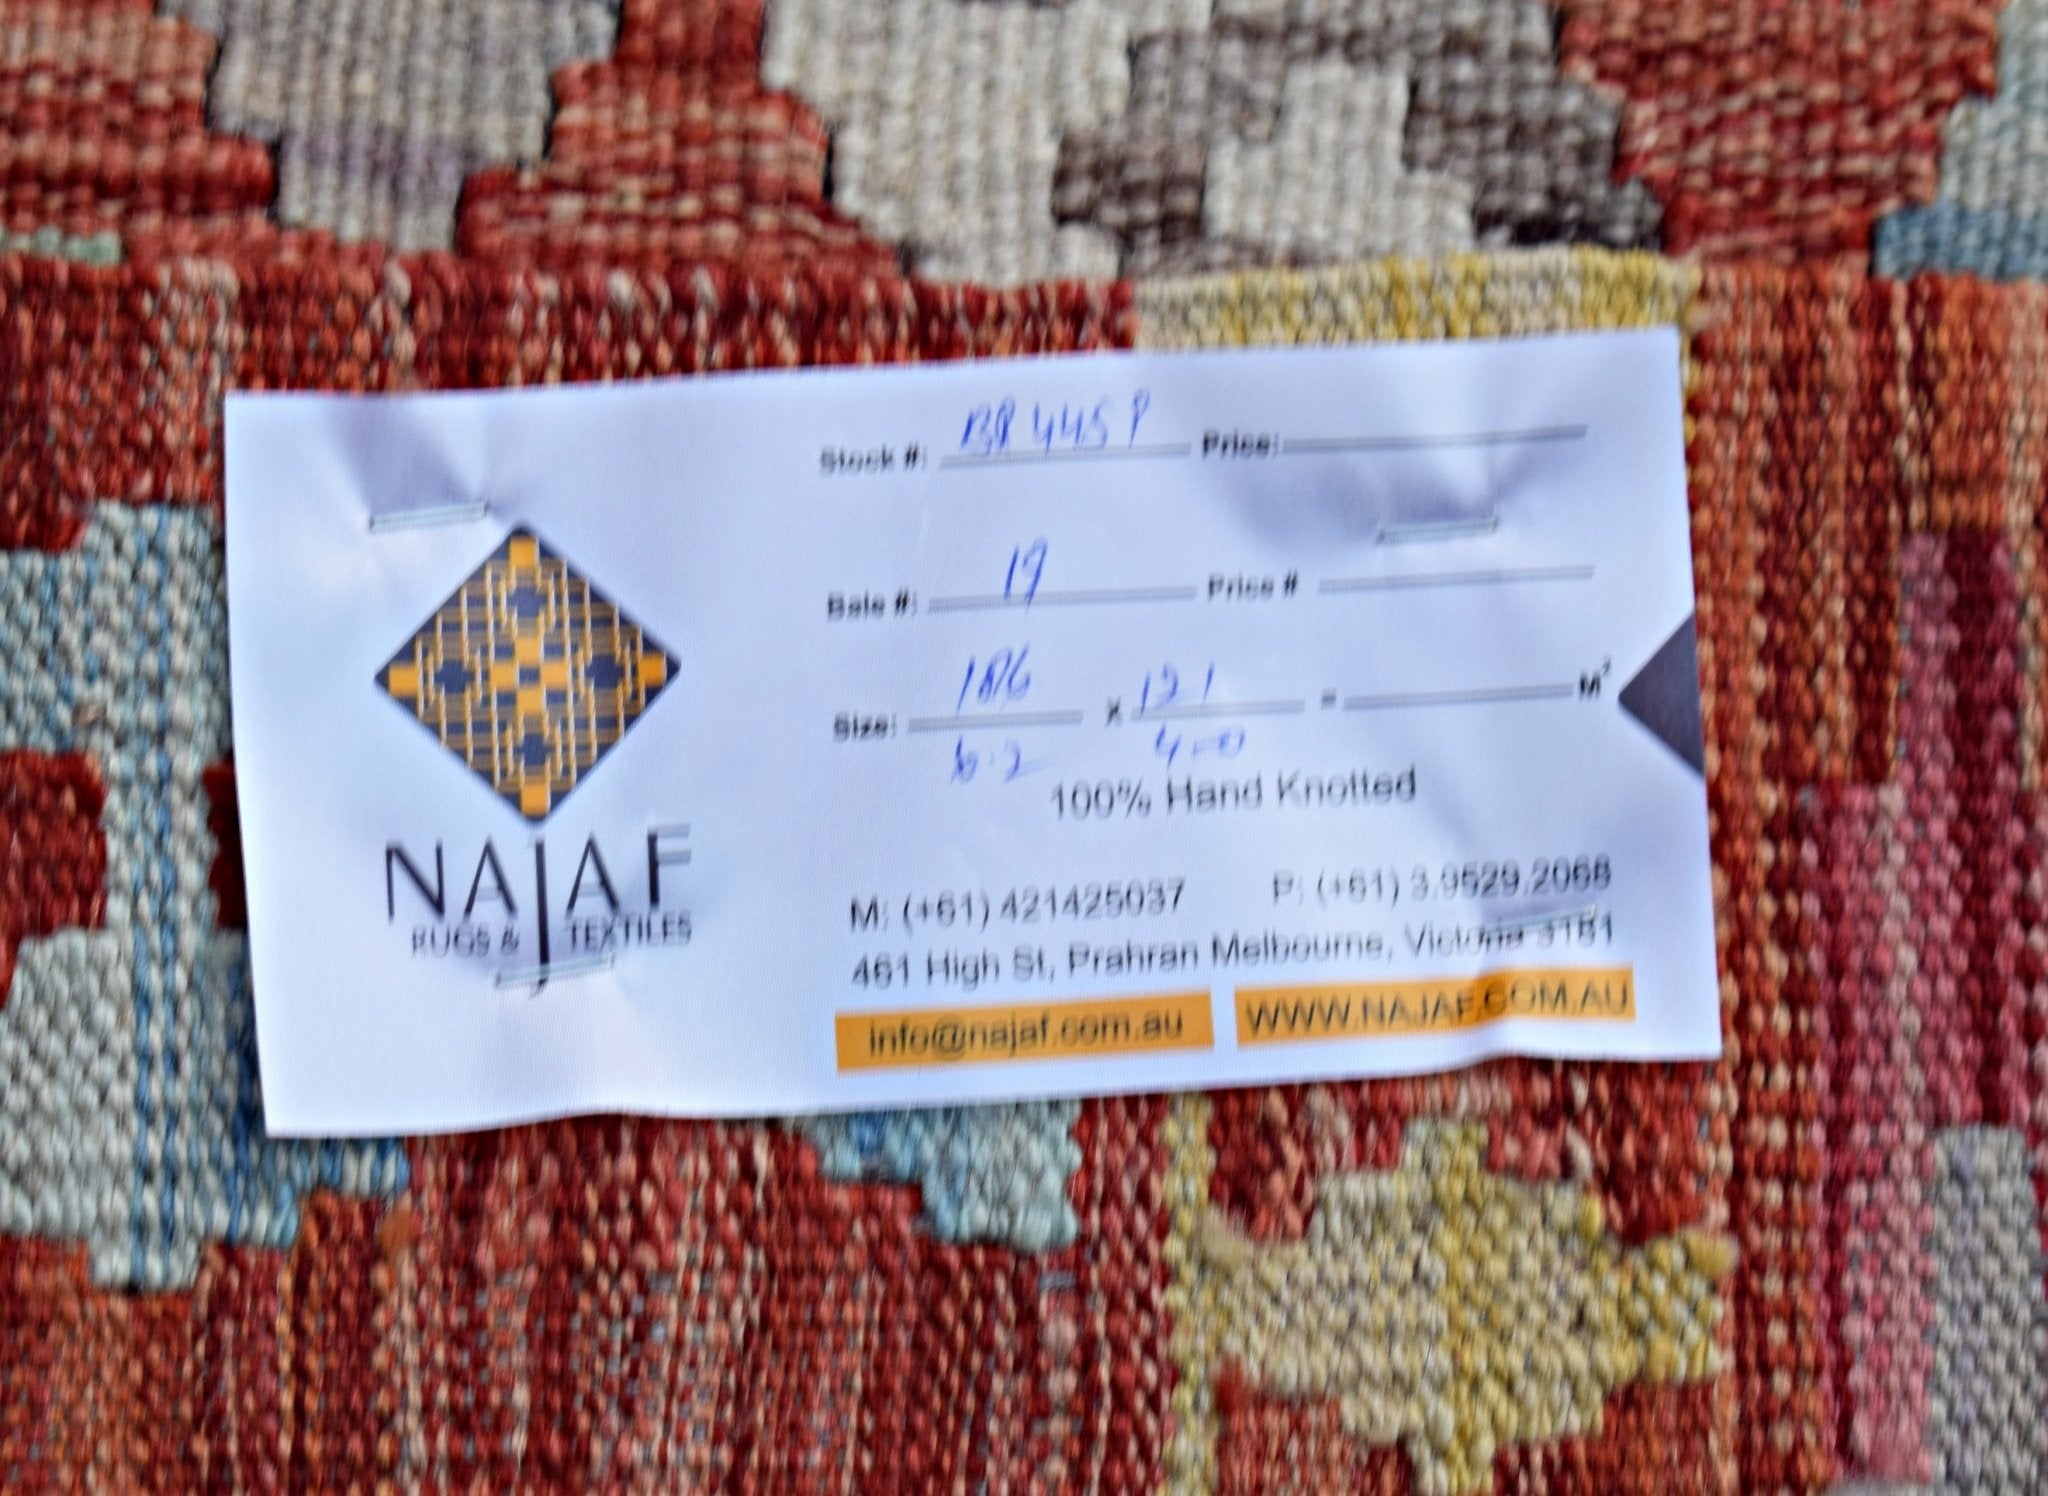 Stock #: BR 445 P Price:
Bale #: 19 Price #
Size: 186 x 121 = M²
6.2 4-0
100% Hand Knotted
NAJAF
RUGS & TEXTILES
M: (+61) 421425037 P: (+61) 3.9529.2068
461 High St, Prahran Melbourne, Victoria 3181
info@najaf.com.au WWW.NAJAF.COM.AU